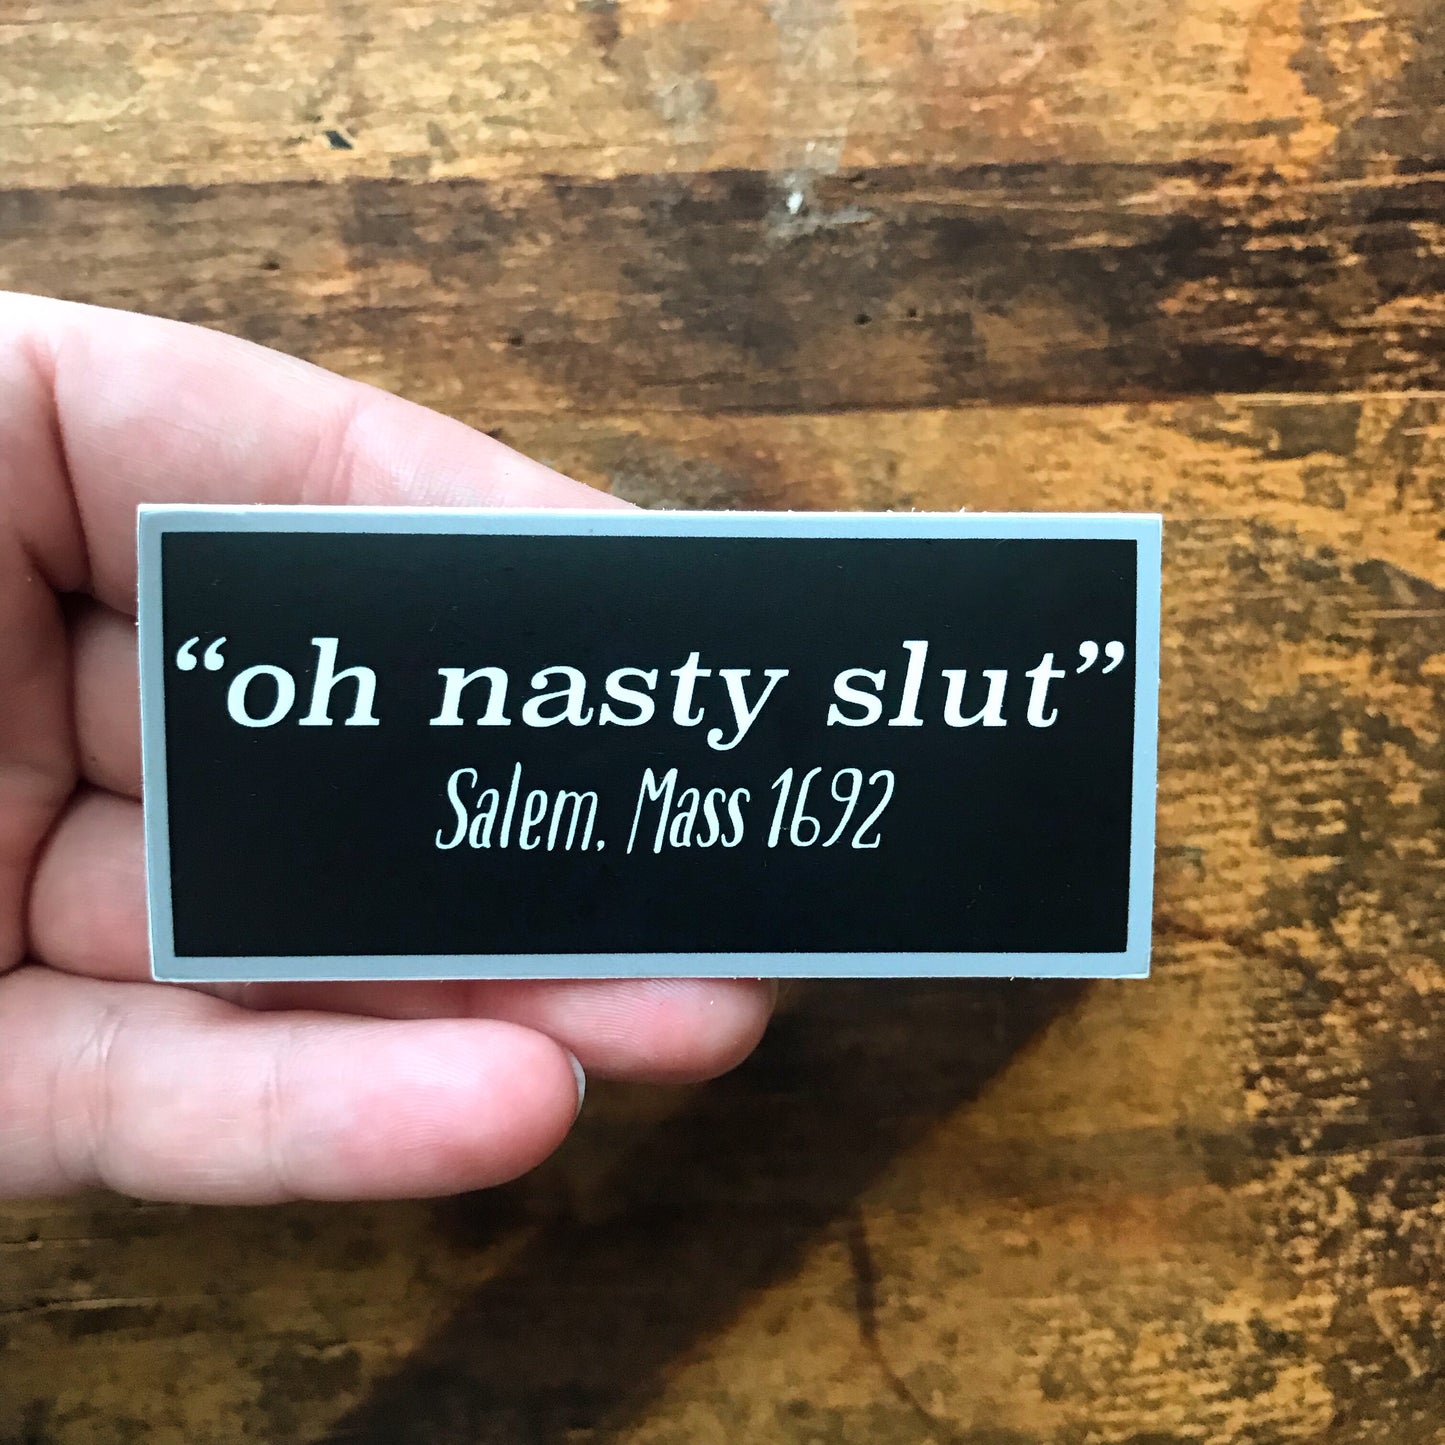 “oh nasty slut”
Salem, Mass 1692